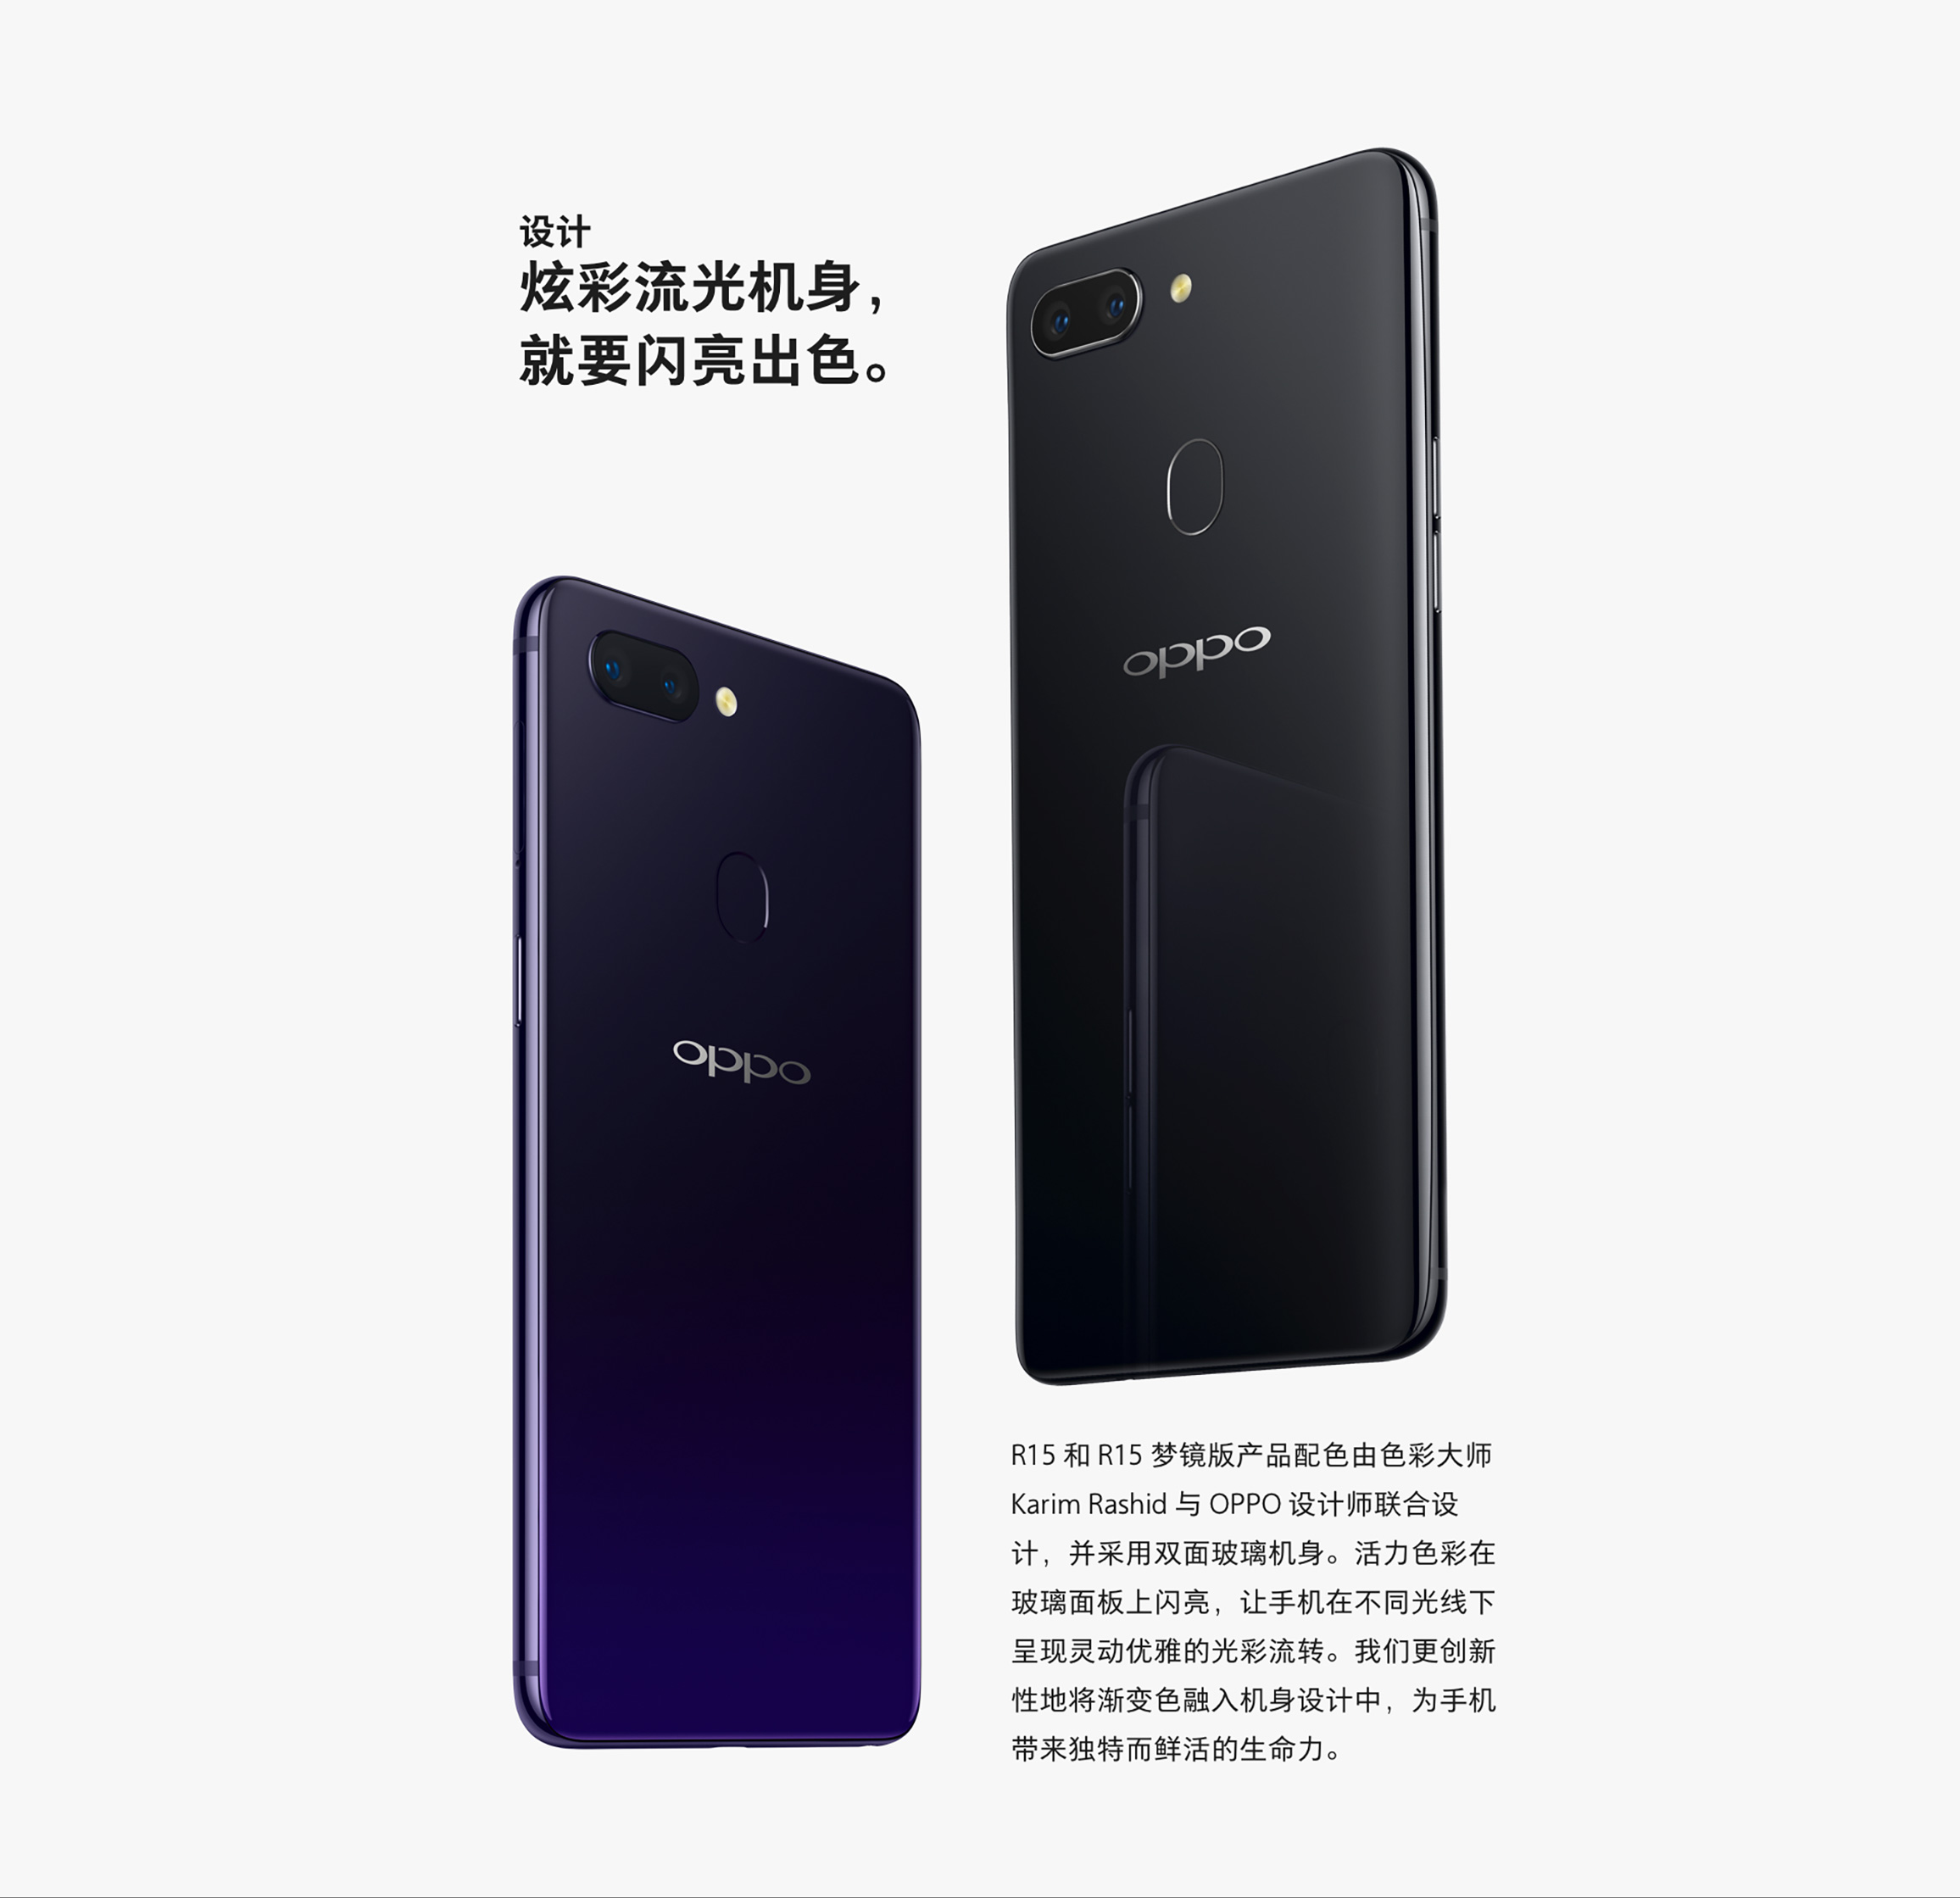 设计
炫彩流光机身，
就要闪亮出色。
oppo
oppo
R15 和 R15 梦镜版产品配色由色彩大师
Karim Rashid 与 OPPO 设计师联合设
计，并采用双面玻璃机身。活力色彩在
玻璃面板上闪亮，让手机在不同光线下
呈现灵动优雅的光彩流转。我们更创新
性地将渐变色融入机身设计中，为手机
带来独特而鲜活的生命力。